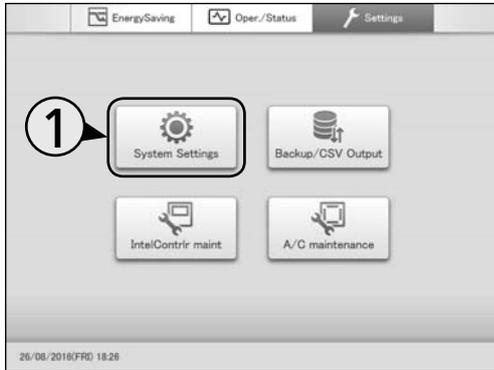 EnergySaving
Oper./Status
Settings
1
System Settings
Backup/CSV Output
IntelContrlr maint
A/C maintenance
26/08/2016(FRI) 18:26